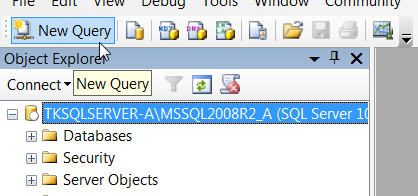 File Edit View Debug Tools Window Community
New Query
Object Explorer
Connect New Query
TKSQLSERVER-A\MSSQL2008R2_A (SQL Server 10
Databases
Security
Server Objects